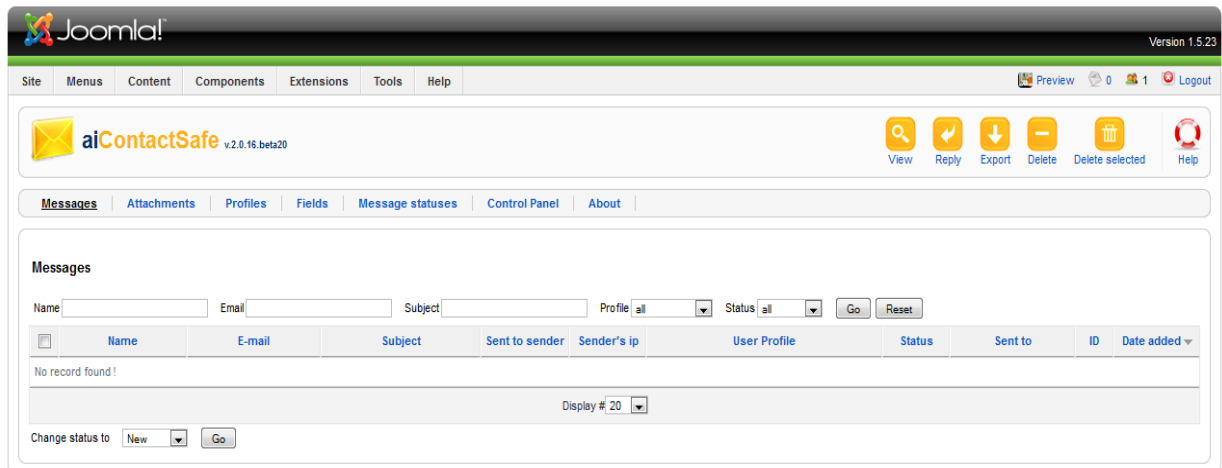 Joomla!
Version 1.5.23
Site Menus Content Components Extensions Tools Help Preview 0 1 Logout
aiContactSafe v.2.0.16.beta20
View Reply Export Delete Delete selected Help
Messages Attachments Profiles Fields Message statuses Control Panel About
Messages
Name Email Subject Profile all Status all Go Reset
Name E-mail Subject Sent to sender Sender's ip User Profile Status Sent to ID Date added
No record found !
Display # 20
Change status to New Go